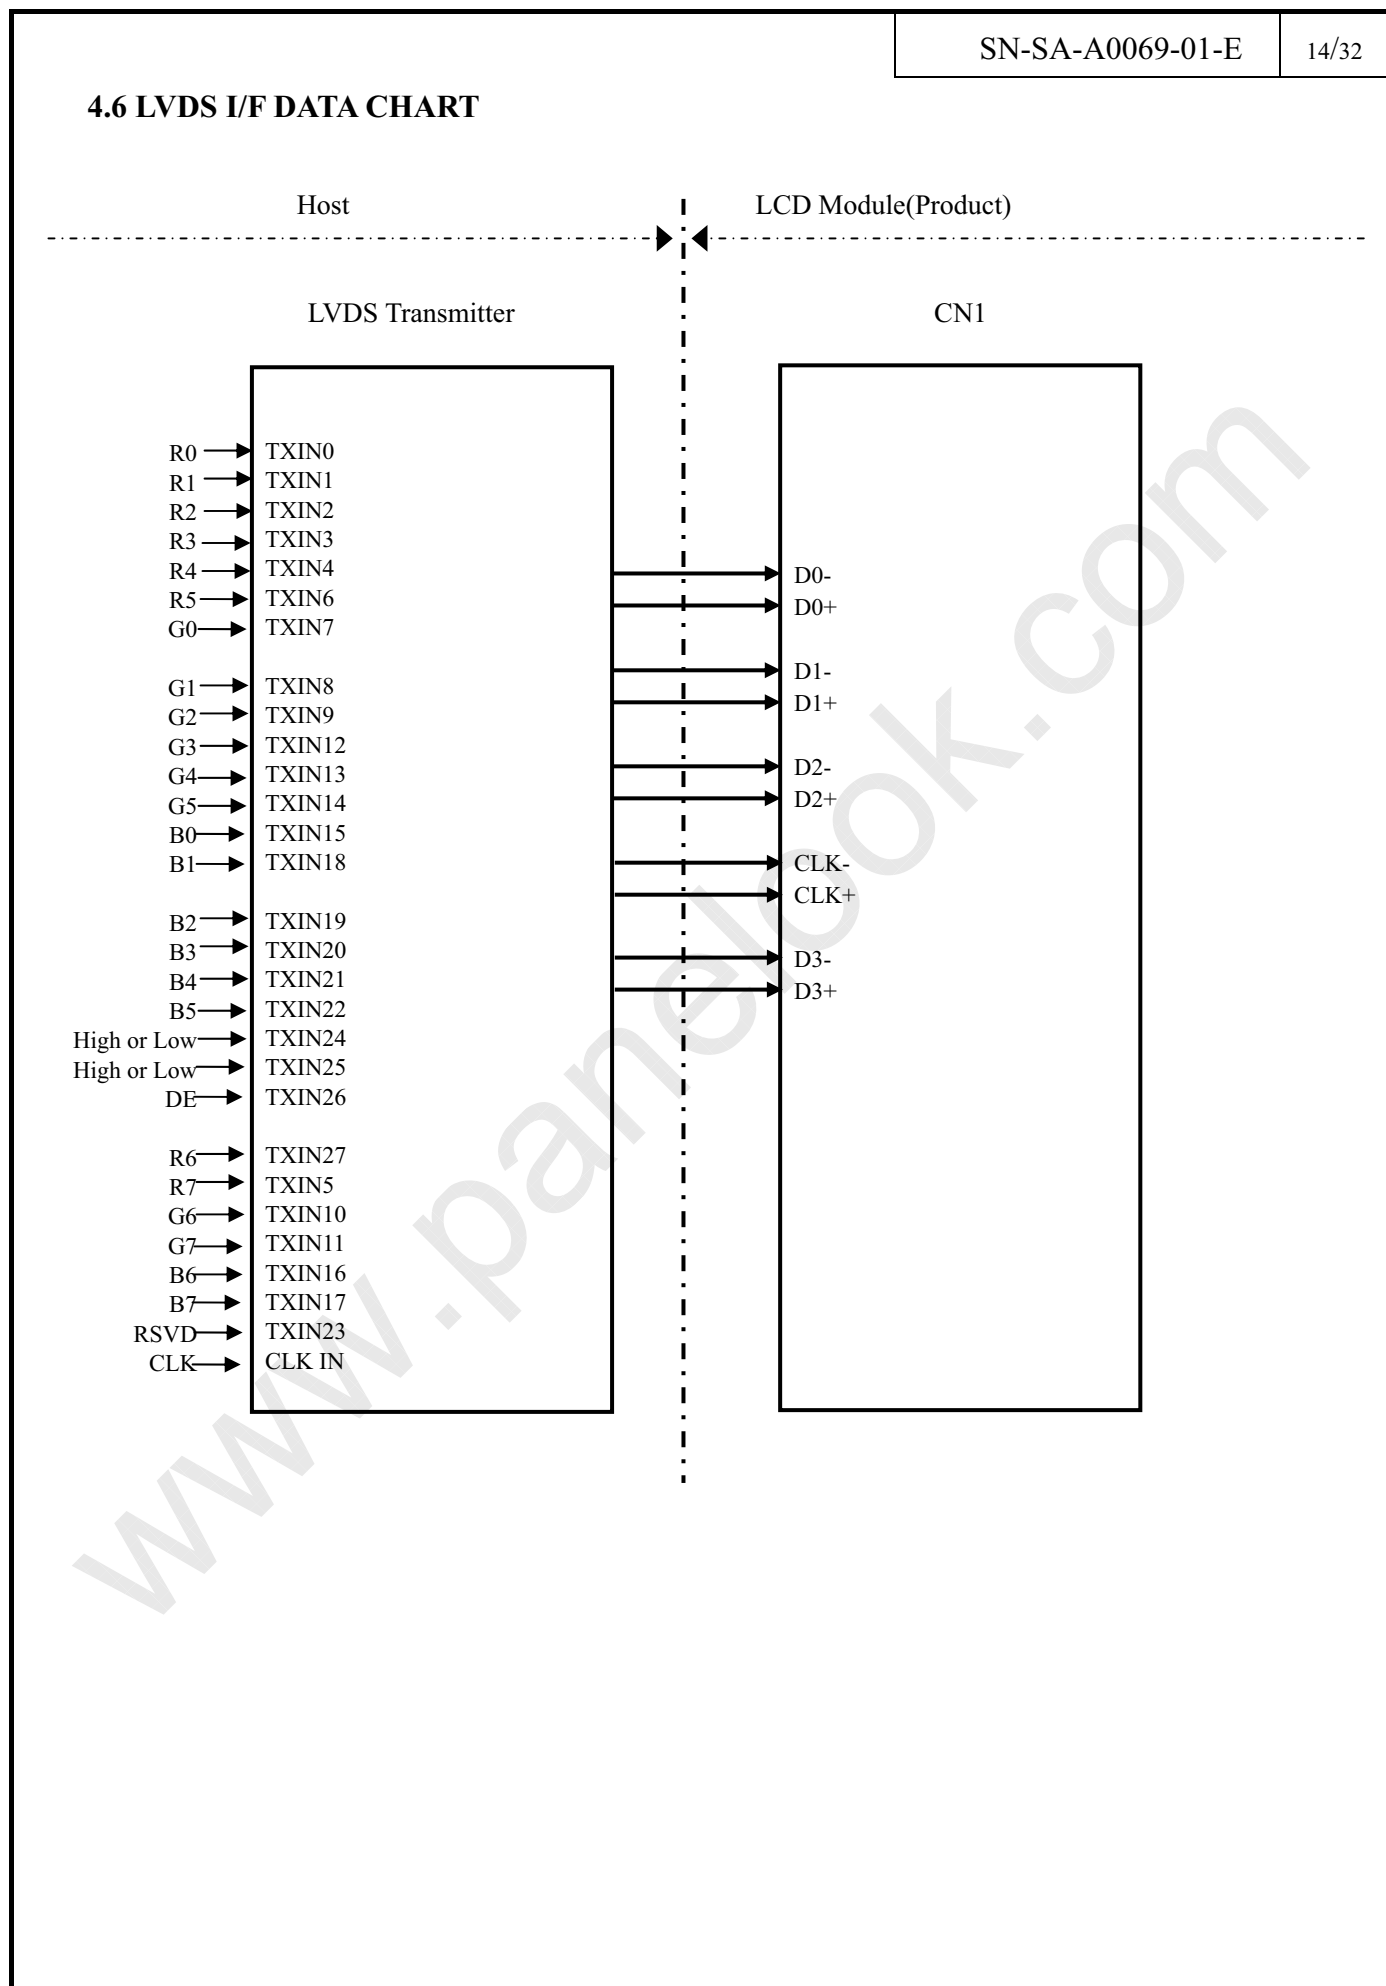 SN-SA-A0069-01-E 14/32
4.6 LVDS I/F DATA CHART
Host LCD Module(Product)
LVDS Transmitter CN1
R0 TXIN0
R1 TXIN1
R2 TXIN2
R3 TXIN3
R4 TXIN4
R5 TXIN6
G0 TXIN7
G1 TXIN8
G2 TXIN9
G3 TXIN12
G4 TXIN13
G5 TXIN14
B0 TXIN15
B1 TXIN18
B2 TXIN19
B3 TXIN20
B4 TXIN21
B5 TXIN22
High or Low TXIN24
High or Low TXIN25
DE TXIN26
R6 TXIN27
R7 TXIN5
G6 TXIN10
G7 TXIN11
B6 TXIN16
B7 TXIN17
RSVD TXIN23
CLK CLK IN
D0-
D0+
D1-
D1+
D2-
D2+
CLK-
CLK+
D3-
D3+
www.panelook.com